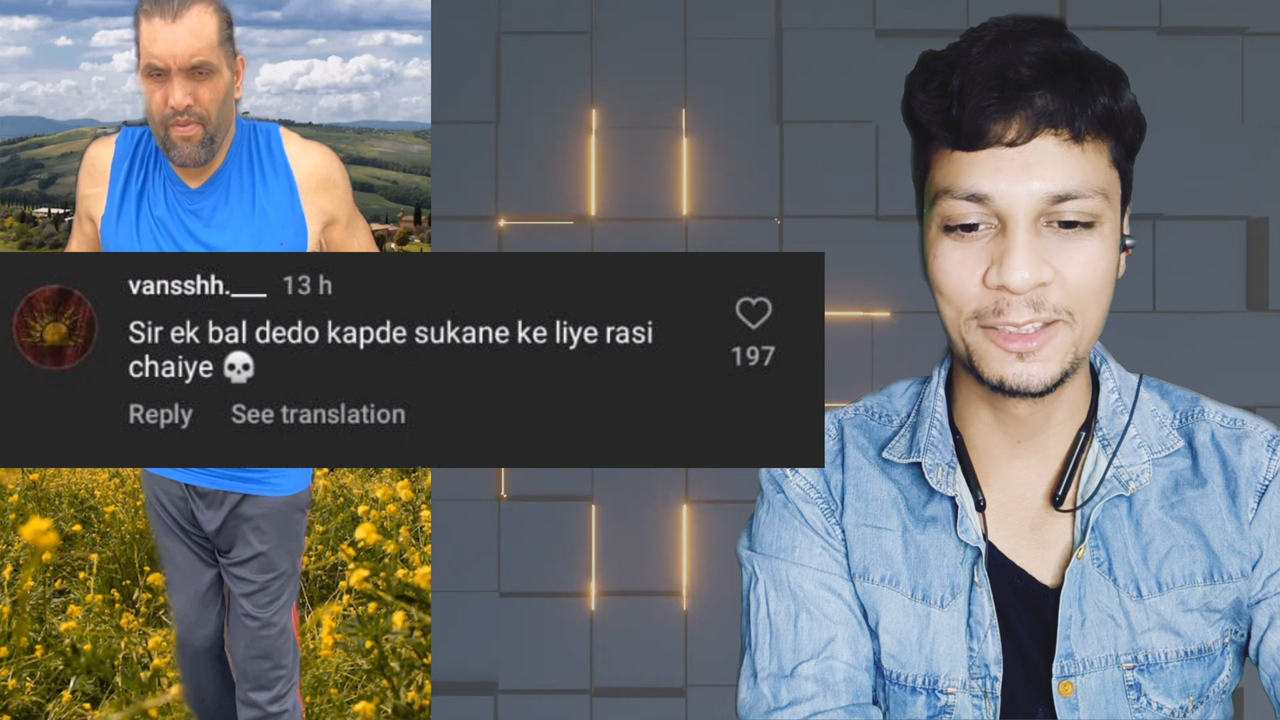 vansshh.___ 13 h
Sir ek bal dedo kapde sukane ke liye rasi
chaiye 💀
197
Reply See translation